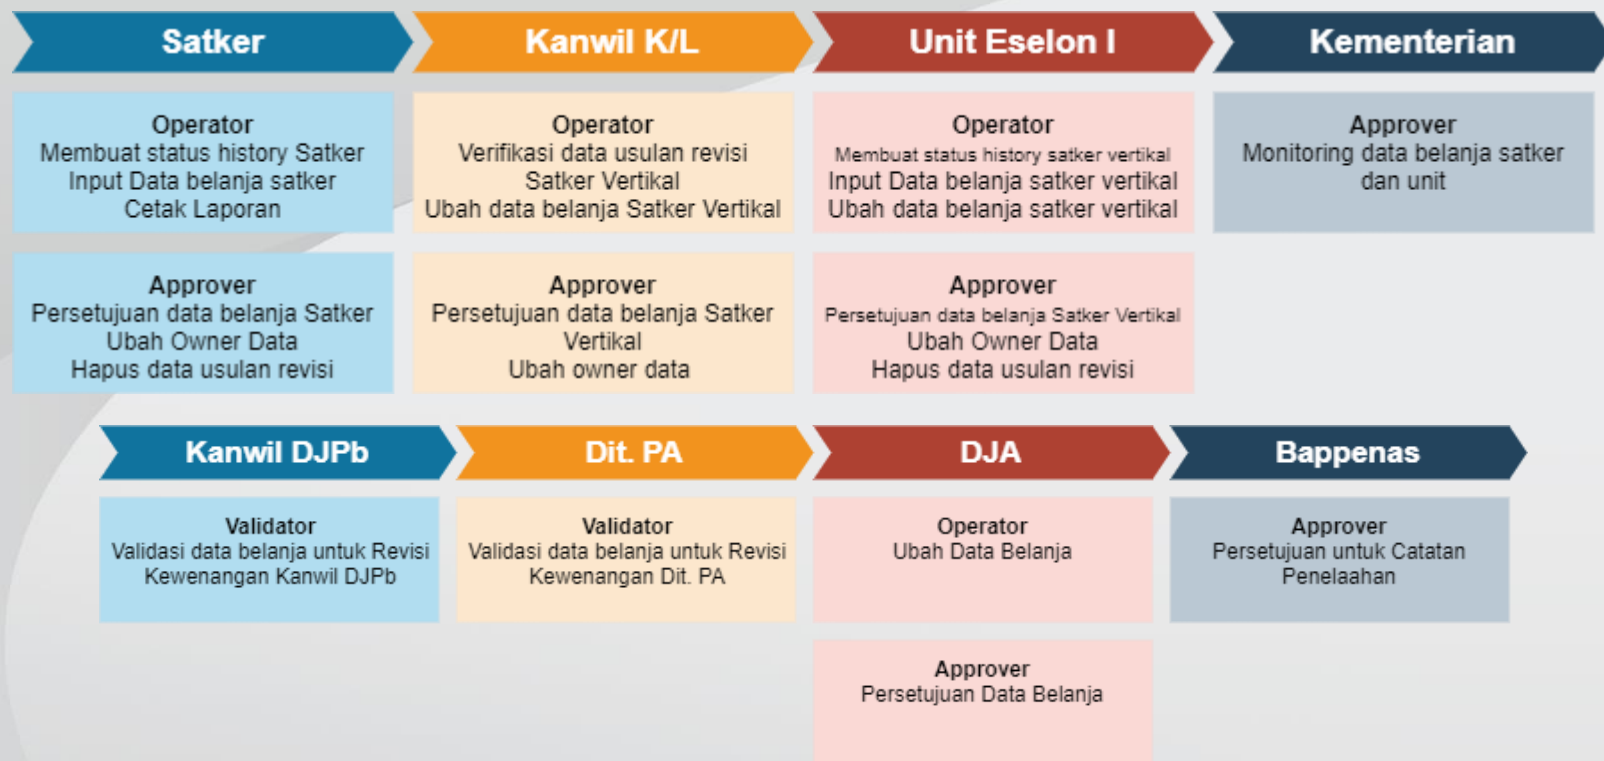 Satker
Kanwil K/L
Unit Eselon I
Kementerian
Operator
Membuat status history Satker
Input Data belanja satker
Cetak Laporan
Operator
Verifikasi data usulan revisi
Satker Vertikal
Ubah data belanja Satker Vertikal
Operator
Membuat status history satker vertikal
Input Data belanja satker vertikal
Ubah data belanja satker vertikal
Approver
Monitoring data belanja satker
dan unit
Approver
Persetujuan data belanja Satker
Ubah Owner Data
Hapus data usulan revisi
Approver
Persetujuan data belanja Satker
Vertikal
Ubah owner data
Approver
Persetujuan data belanja Satker Vertikal
Ubah Owner Data
Hapus data usulan revisi
Kanwil DJPb
Dit. PA
DJA
Bappenas
Validator
Validasi data belanja untuk Revisi
Kewenangan Kanwil DJPb
Validator
Validasi data belanja untuk Revisi
Kewenangan Dit. PA
Operator
Ubah Data Belanja
Approver
Persetujuan untuk Catatan
Penelaahan
Approver
Persetujuan Data Belanja